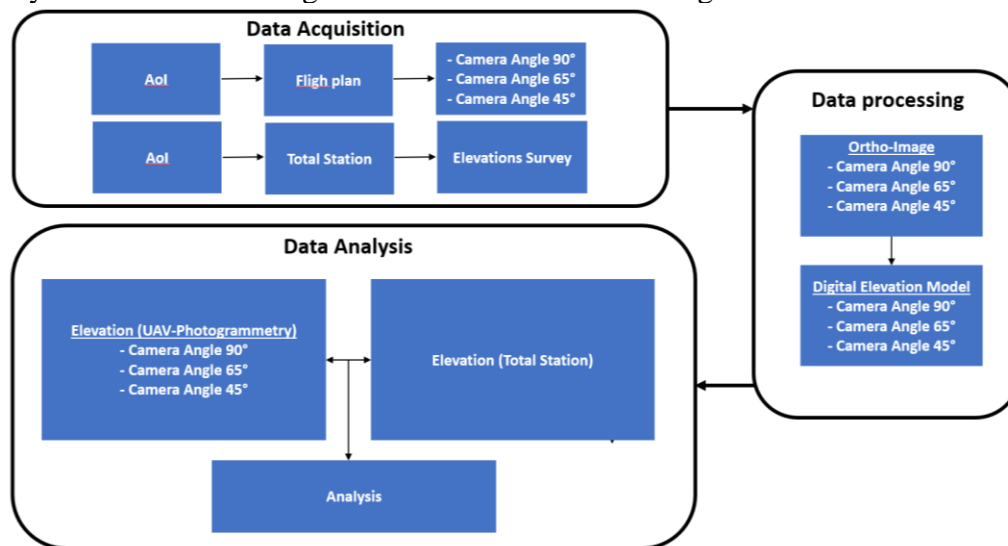 Data Acquisition
AoI
Fligh plan
- Camera Angle 90°
- Camera Angle 65°
- Camera Angle 45°
AoI
Total Station
Elevations Survey
Data processing
Ortho-Image
- Camera Angle 90°
- Camera Angle 65°
- Camera Angle 45°
Digital Elevation Model
- Camera Angle 90°
- Camera Angle 65°
- Camera Angle 45°
Data Analysis
Elevation (UAV-Photogrammetry)
- Camera Angle 90°
- Camera Angle 65°
- Camera Angle 45°
Elevation (Total Station)
Analysis